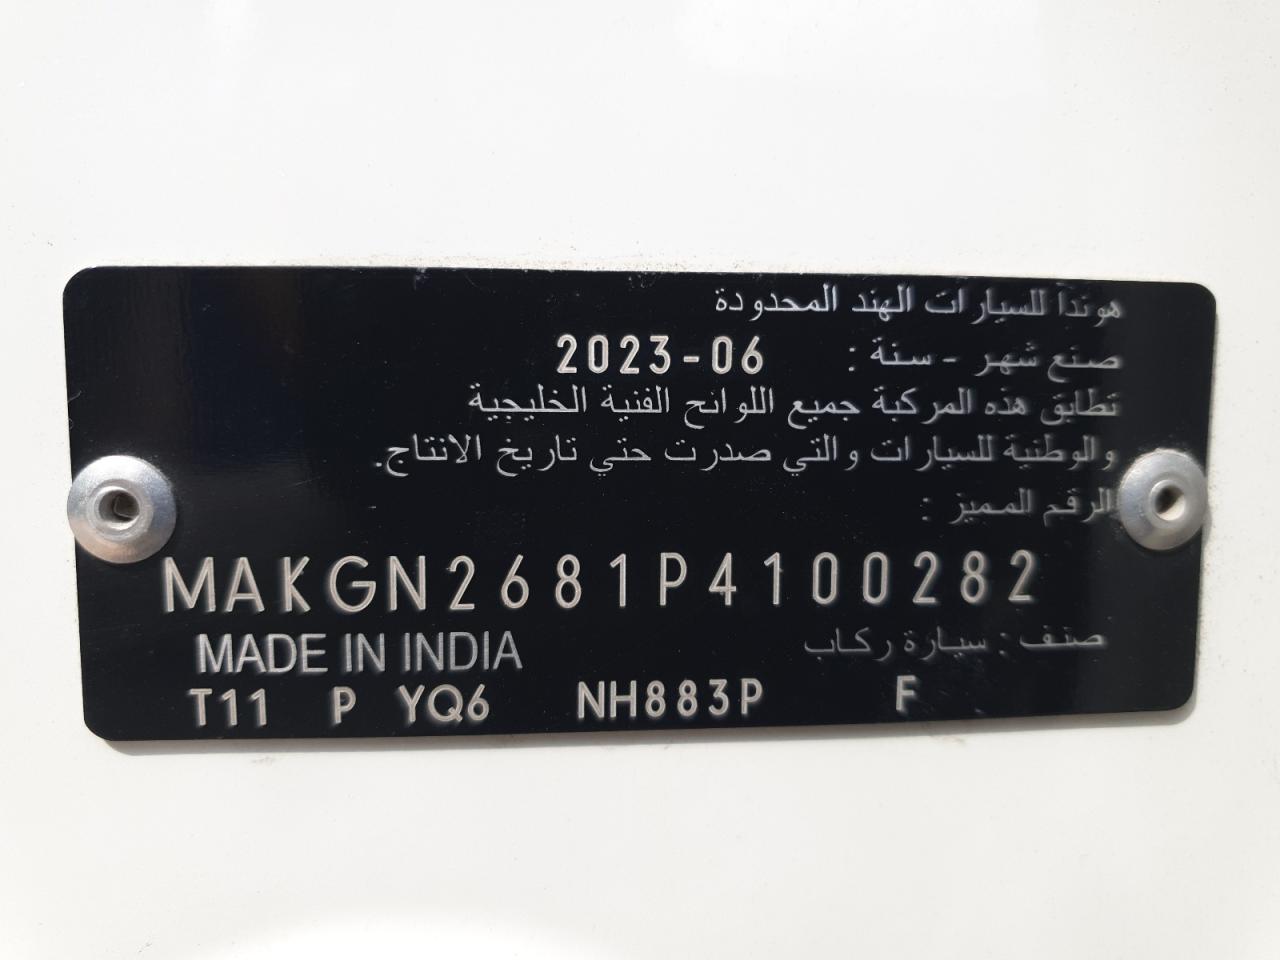 هوندا للسيارات الهند المحدودة
صنع شهر - سنة : 2023-06
تطابق هذه المركبة جميع اللوائح الفنية الخليجية
والوطنية للسيارات والتي صدرت حتي تاريخ الانتاج.
الرقم المميز :
MAKGN2681P4100282
MADE IN INDIA صنف : سيارة ركاب
T11 P YQ6 NH883P F